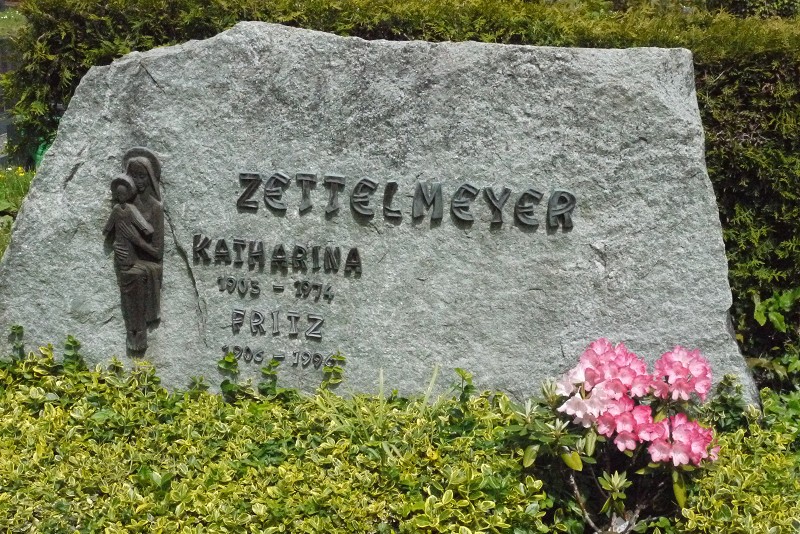 ZETTELMEYER
KATHARINA
1905 - 1974
FRITZ
1906 - 1994